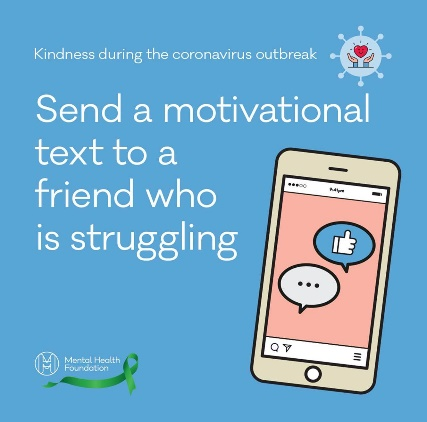 Kindness during the coronavirus outbreak
Send a motivational
text to a
friend who
is struggling
Mental Health
Foundation